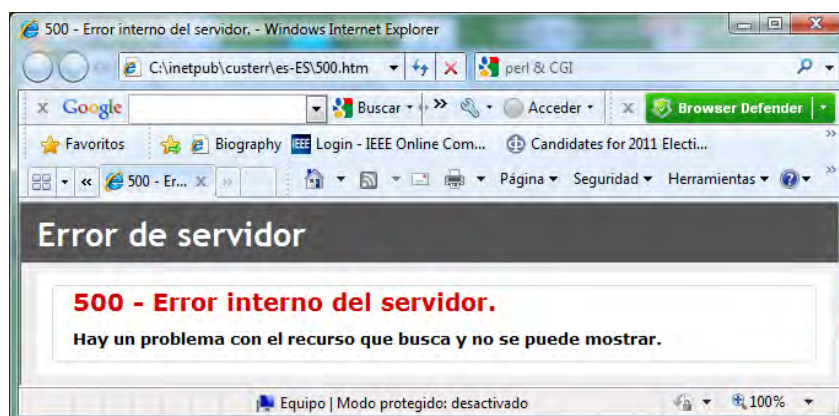 500 - Error interno del servidor. - Windows Internet Explorer
C:\inetpub\custerr\es-ES\500.htm perl & CGI
x Google Buscar » Acceder x Browser Defender
Favoritos Biography IEEE Login - IEEE Online Com... Candidates for 2011 Electi... »
« 500 - Er... x » Página Seguridad Herramientas »
Error de servidor
500 - Error interno del servidor.
Hay un problema con el recurso que busca y no se puede mostrar.
Equipo | Modo protegido: desactivado 100%